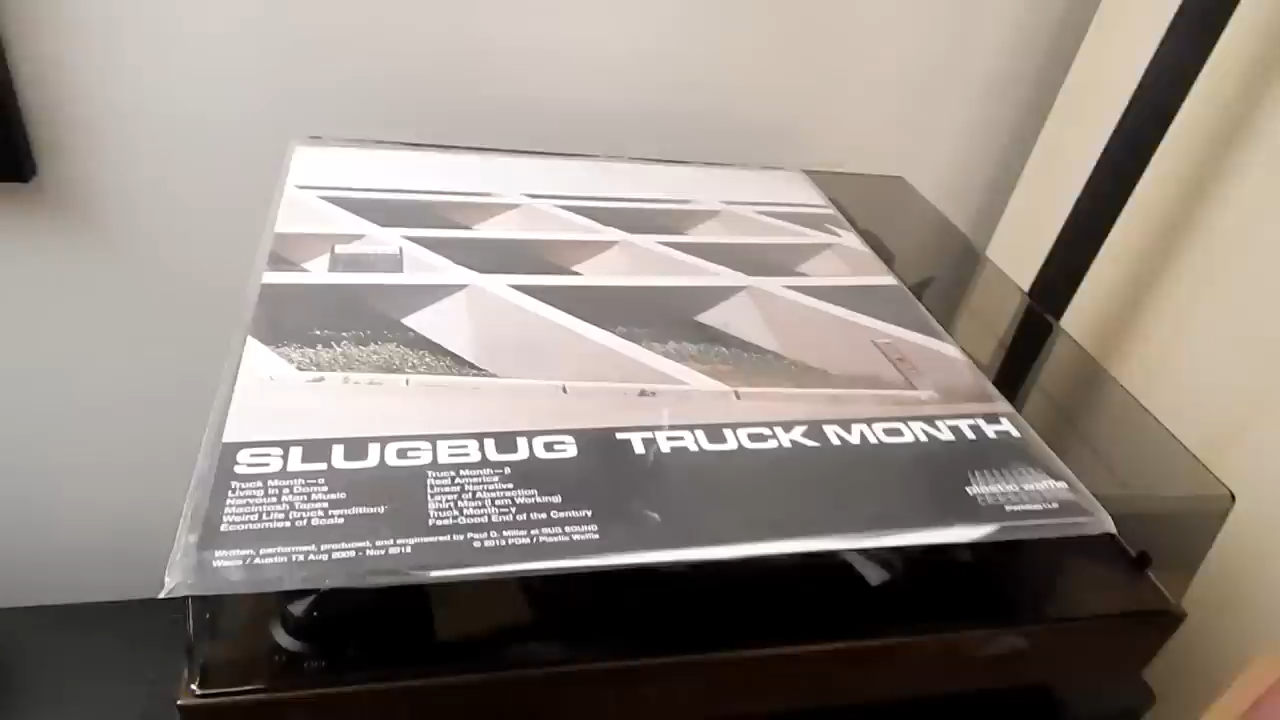 SLUGBUG TRUCK MONTH
Truck Month—α
Living in a Dome
Nervous Man Music
Macintosh Tapes
Weird Life (truck rendition)
Economies of Scale
Truck Month—β
Reel America
Linear Narrative
Layer of Abstraction
Shirt Man (I am Working)
Truck Month—γ
Feel-Good End of the Century
plastic waffle
Written, performed, produced, and engineered by Paul D. Miller at BUG SOUND
Waco / Austin TX Aug 2009 - Nov 2012
© 2013 PDM / Plastic Waffle